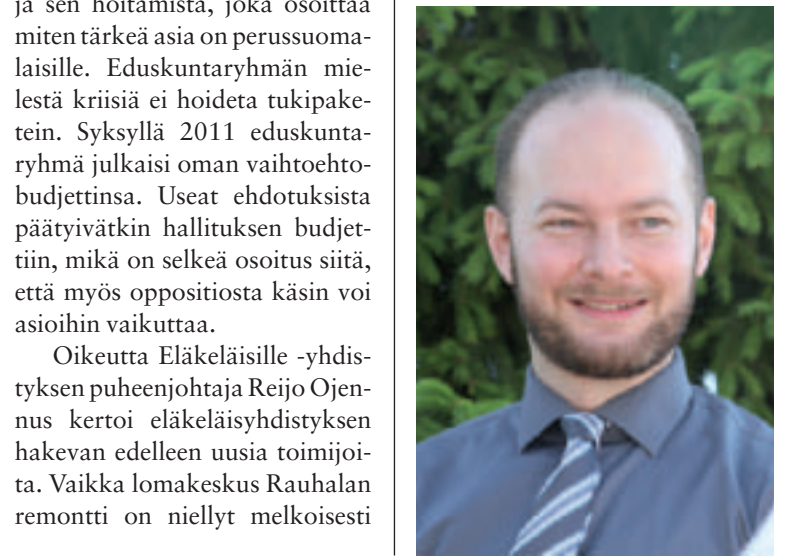 ja sen hoitamista, joka osoittaa
miten tärkeä asia on perussuoma-
laisille. Eduskuntaryhmän mie-
lestä kriisiä ei hoideta tukipake-
tein. Syksyllä 2011 eduskunta-
ryhmä julkaisi oman vaihtoehto-
budjettinsa. Useat ehdotuksista
päätyivätkin hallituksen budjet-
tiin, mikä on selkeä osoitus siitä,
että myös oppositiosta käsin voi
asioihin vaikuttaa.
Oikeutta Eläkeläisille -yhdis-
tyksen puheenjohtaja Reijo Ojen-
nus kertoi eläkeläisyhdistyksen
hakevan edelleen uusia toimijoi-
ta. Vaikka lomakeskus Rauhalan
remontti on niellyt melkoisesti